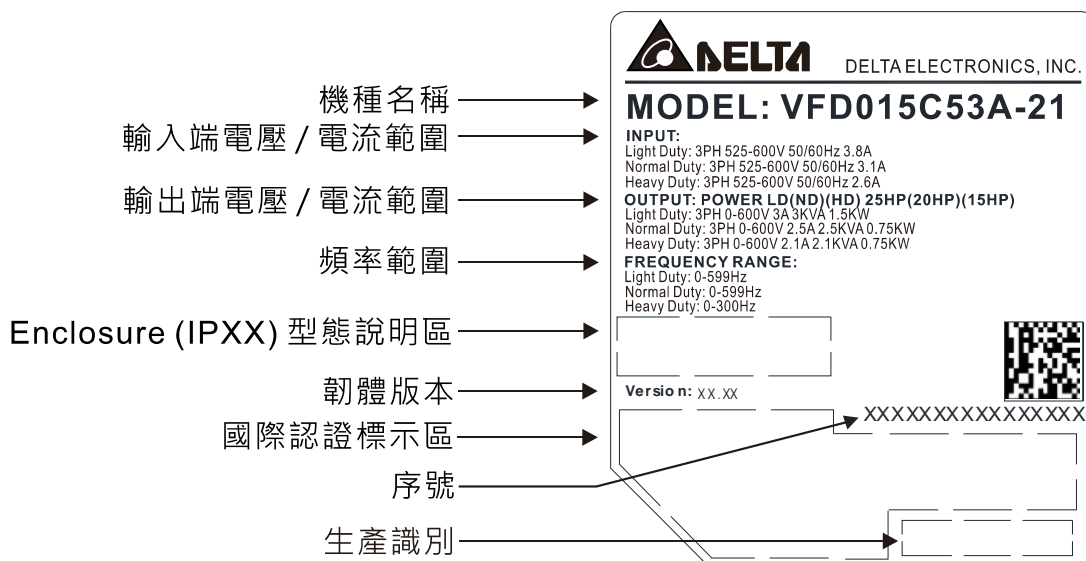 DELTA
DELTA ELECTRONICS, INC.
機種名稱
MODEL: VFD015C53A-21
輸入端電壓 / 電流範圍
INPUT:
Light Duty: 3PH 525-600V 50/60Hz 3.8A
Normal Duty: 3PH 525-600V 50/60Hz 3.1A
Heavy Duty: 3PH 525-600V 50/60Hz 2.6A
輸出端電壓 / 電流範圍
OUTPUT: POWER LD(ND)(HD) 25HP(20HP)(15HP)
Light Duty: 3PH 0-600V 3A 3KVA 1.5KW
Normal Duty: 3PH 0-600V 2.5A 2.5KVA 0.75KW
Heavy Duty: 3PH 0-600V 2.1A 2.1KVA 0.75KW
頻率範圍
FREQUENCY RANGE:
Light Duty: 0-599Hz
Normal Duty: 0-599Hz
Heavy Duty: 0-300Hz
Enclosure (IPXX) 型態說明區
韌體版本
Version: XX.XX
國際認證標示區
XXXXXXXXXXXXXXXX
序號
生產識別